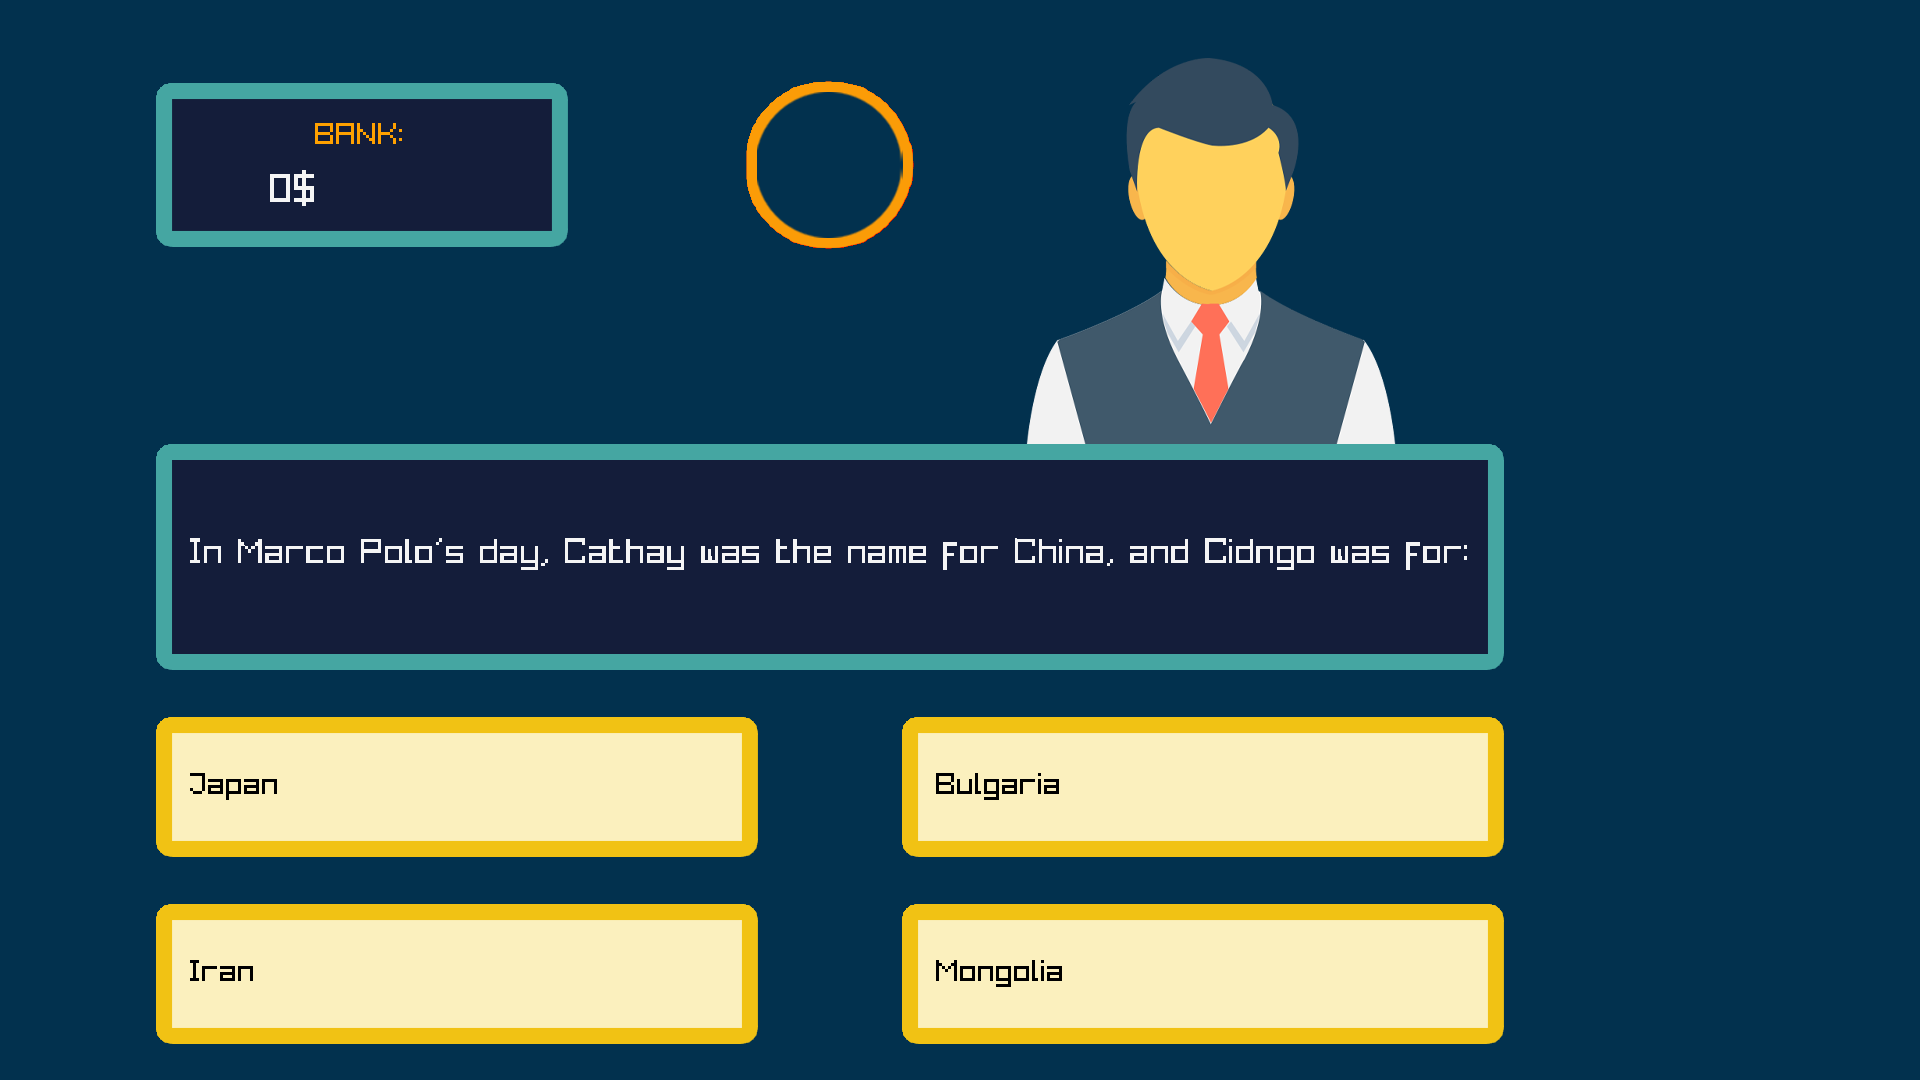 BANK:
0$
In Marco Polo's day, Cathay was the name for China, and Cidngo was for:
Japan
Bulgaria
Iran
Mongolia